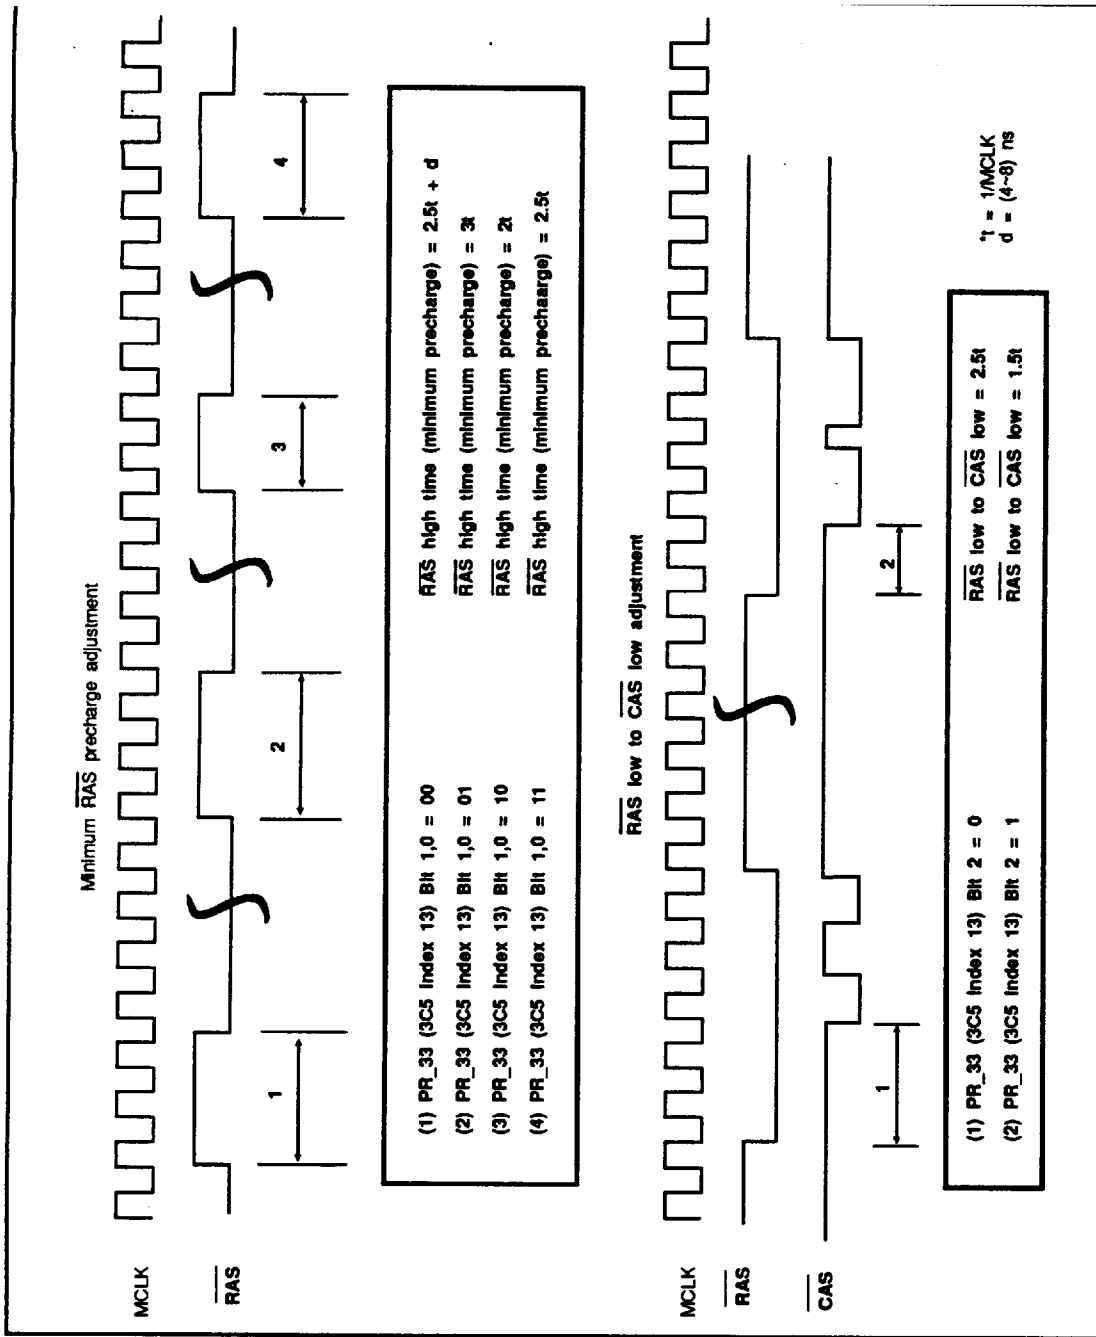 Minimum RAS precharge adjustment
MCLK
RAS
1
2
3
4
(1) PR_33 (3C5 Index 13) Bit 1,0 = 00 RAS high time (minimum precharge) = 2.5t + d
(2) PR_33 (3C5 Index 13) Bit 1,0 = 01 RAS high time (minimum precharge) = 3t
(3) PR_33 (3C5 Index 13) Bit 1,0 = 10 RAS high time (minimum precharge) = 2t
(4) PR_33 (3C5 Index 13) Bit 1,0 = 11 RAS high time (minimum prechaarge) = 2.5t
RAS low to CAS low adjustment
MCLK
RAS
CAS
1
2
(1) PR_33 (3C5 Index 13) Bit 2 = 0 RAS low to CAS low = 2.5t
(2) PR_33 (3C5 Index 13) Bit 2 = 1 RAS low to CAS low = 1.5t
*t = 1/MCLK
d = (4~8) ns